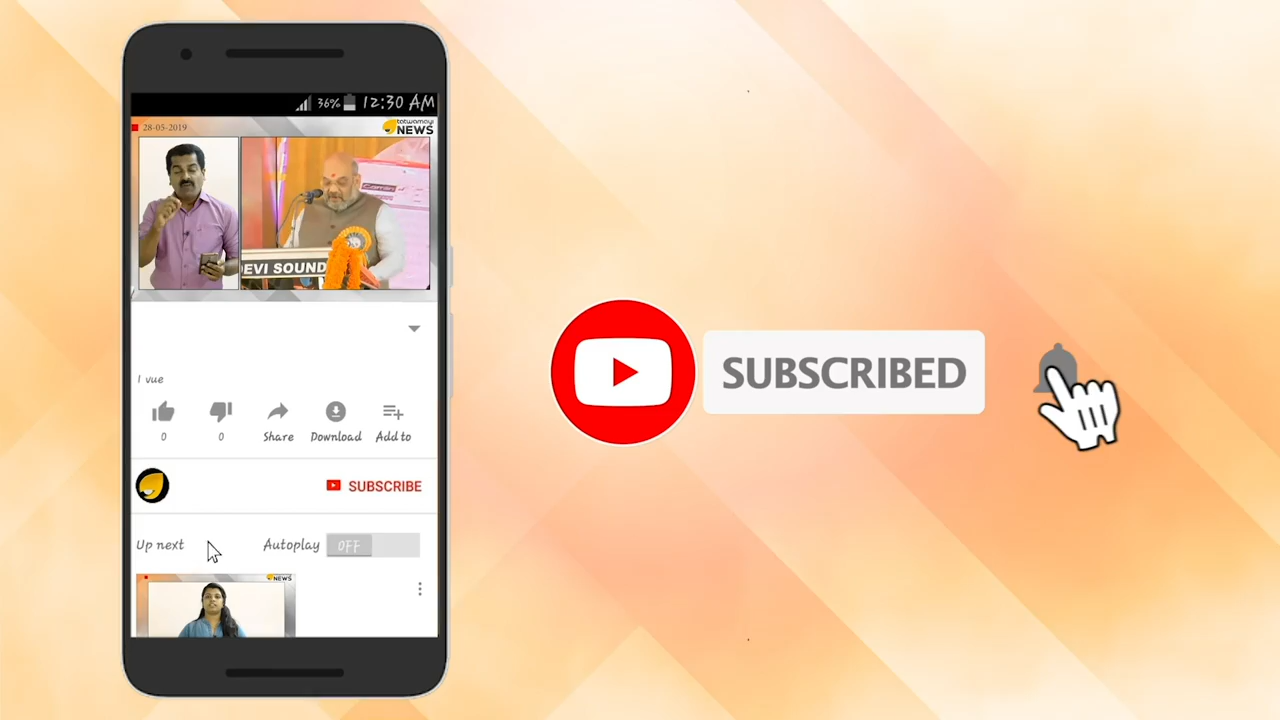 36% 12:30 AM
28-05-2019
tatwamayi
NEWS
DEVI SOUND
1 vue
0
0
Share
Download
Add to
SUBSCRIBE
Up next
Autoplay
OFF
NEWS
SUBSCRIBED